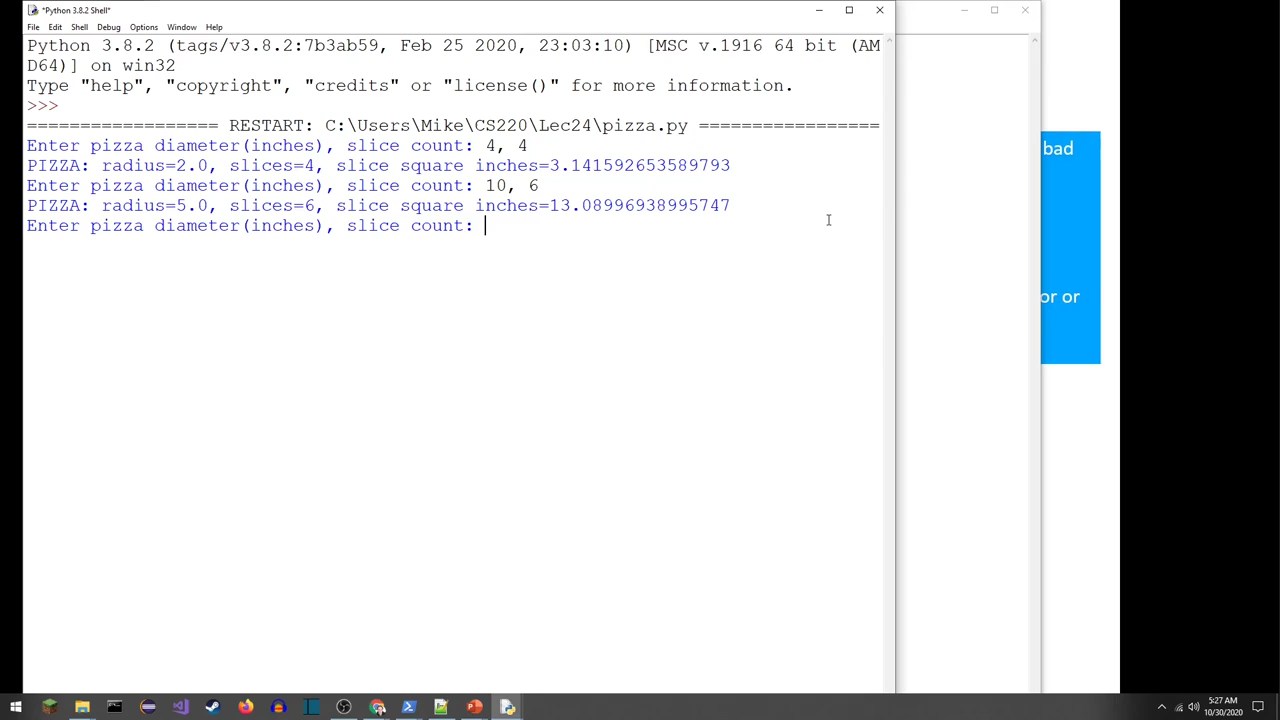 *Python 3.8.2 Shell*
File Edit Shell Debug Options Window Help
Python 3.8.2 (tags/v3.8.2:7b3ab59, Feb 25 2020, 23:03:10) [MSC v.1916 64 bit (AM
D64)] on win32
Type "help", "copyright", "credits" or "license()" for more information.
>>>
================== RESTART: C:\Users\Mike\CS220\Lec24\pizza.py =================
Enter pizza diameter(inches), slice count: 4, 4
PIZZA: radius=2.0, slices=4, slice square inches=3.141592653589793
Enter pizza diameter(inches), slice count: 10, 6
PIZZA: radius=5.0, slices=6, slice square inches=13.08996938995747
Enter pizza diameter(inches), slice count:
bad
or or
5:27 AM
10/30/2020